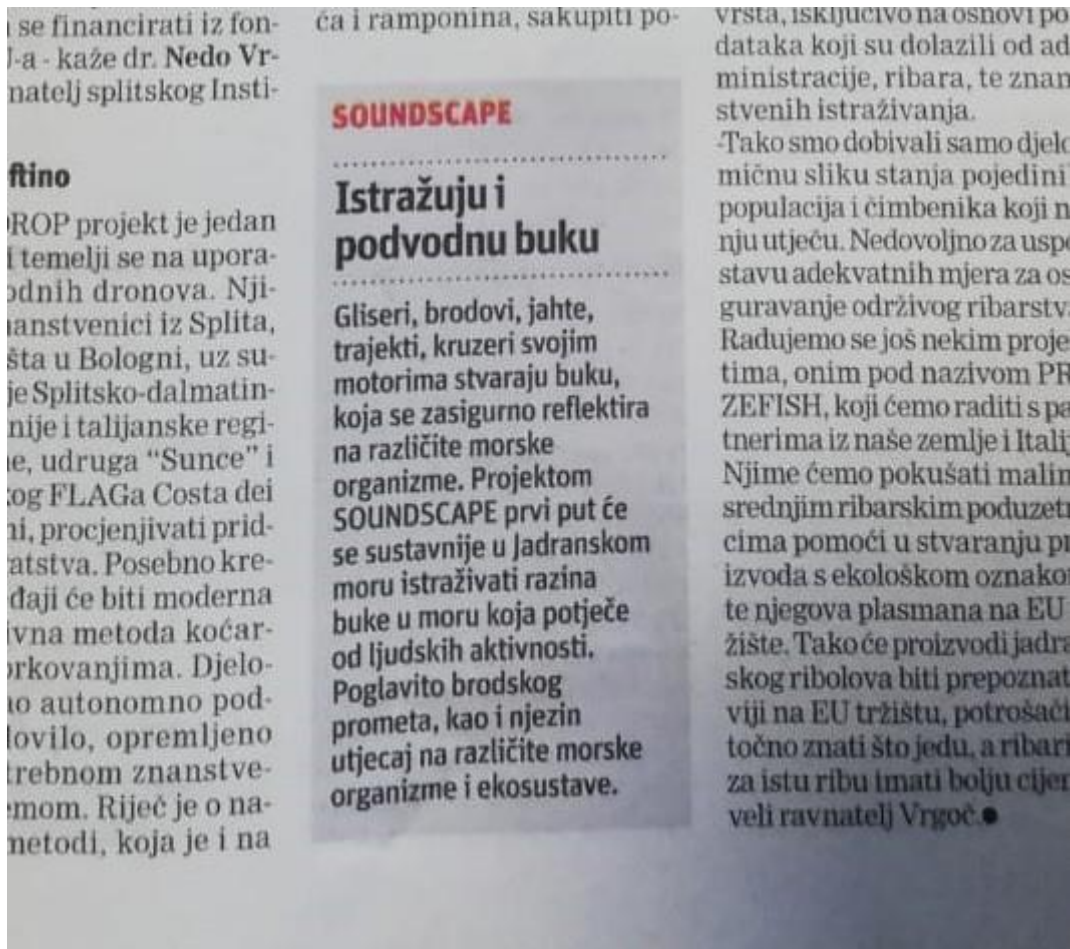 se financirati iz fon-
-a - kaže dr. Nedo Vr-
natelj splitskog Insti-
ftino
ROP projekt je jedan
i temelji se na upora-
odnih dronova. Nji-
anstvenici iz Splita,
šta u Bologni, uz su-
je Splitsko-dalmatin-
nije i talijanske regi-
e, udruga “Sunce” i
og FLAGa Costa dei
ni, procjenjivati prid-
atstva. Posebno kre-
đaji će biti moderna
ivna metoda koćar-
orkovanjima. Djelo-
no autonomno pod-
lovilo, opremljeno
trebnom znanstve-
mom. Riječ je o na-
metodi, koja je i na
ća i ramponina, sakupiti po-
SOUNDSCAPE
Istražuju i
podvodnu buku
Gliseri, brodovi, jahte,
trajekti, kruzeri svojim
motorima stvaraju buku,
koja se zasigurno reflektira
na različite morske
organizme. Projektom
SOUNDSCAPE prvi put će
se sustavnije u Jadranskom
moru istraživati razina
buke u moru koja potječe
od ljudskih aktivnosti.
Poglavito brodskog
prometa, kao i njezin
utjecaj na različite morske
organizme i ekosustave.
vrsta, isključivo na osnovi po
dataka koji su dolazili od ad
ministracije, ribara, te znan
stvenih istraživanja.
-Tako smo dobivali samo djelo
mičnu sliku stanja pojedini
populacija i čimbenika koji n
nju utječu. Nedovoljno za uspo
stavu adekvatnih mjera za os
guravanje održivog ribarstv
Radujemo se još nekim proje
tima, onim pod nazivom PR
ZEFISH, koji ćemo raditi s pa
tnerima iz naše zemlje i Italij
Njime ćemo pokušati malim
srednjim ribarskim poduzet
cima pomoći u stvaranju pr
izvoda s ekološkom oznako
te njegova plasmana na EU
žište. Tako će proizvodi jadra
skog ribolova biti prepoznat
viji na EU tržištu, potrošači
točno znati što jedu, a ribari
za istu ribu imati bolju cijen
veli ravnatelj Vrgoč.●